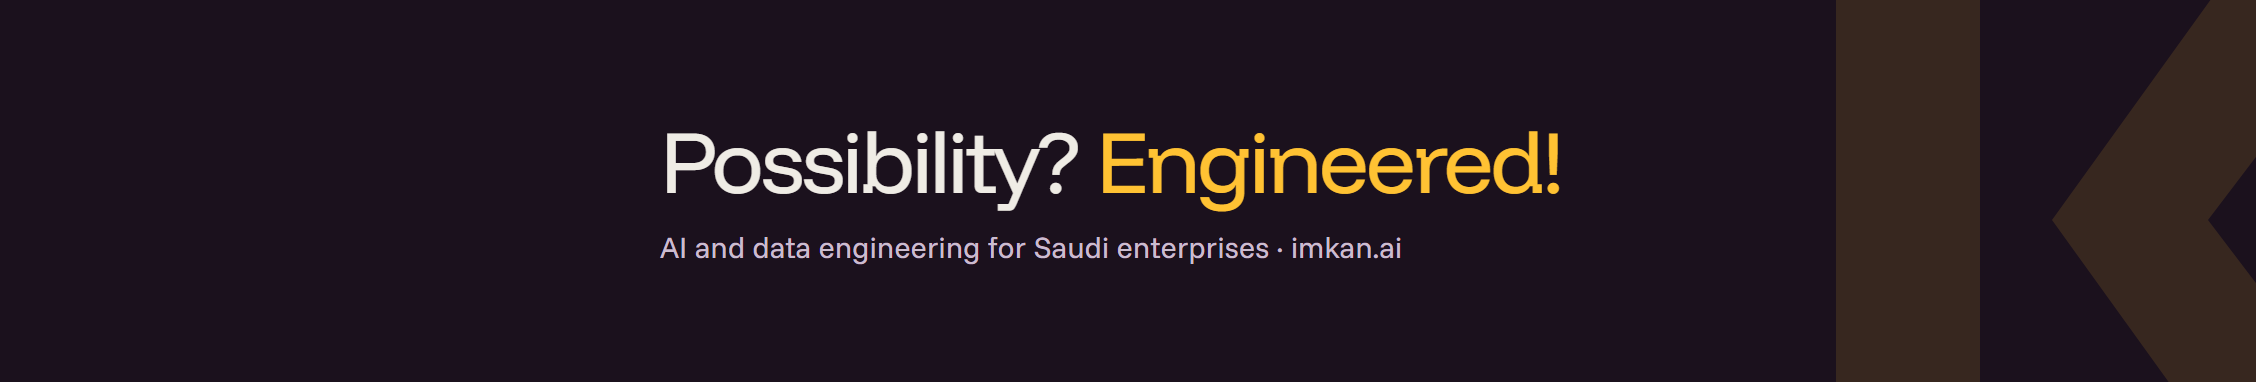 Possibility? Engineered!
AI and data engineering for Saudi enterprises · imkan.ai